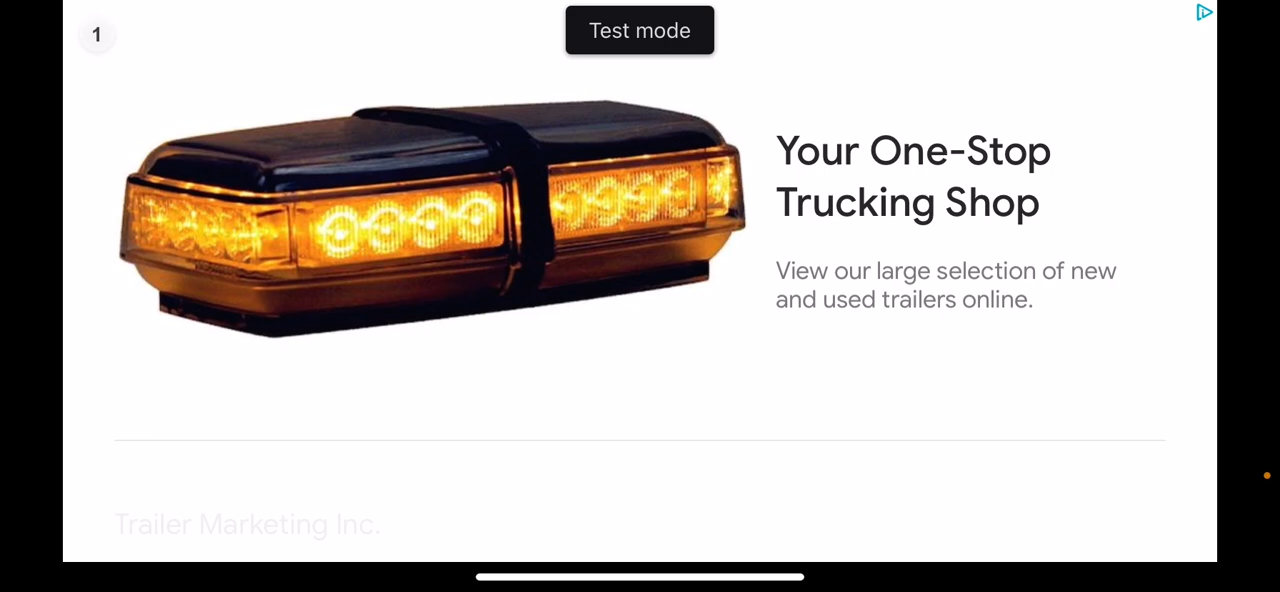 1
Test mode
Your One-Stop
Trucking Shop
View our large selection of new
and used trailers online.
Trailer Marketing Inc.